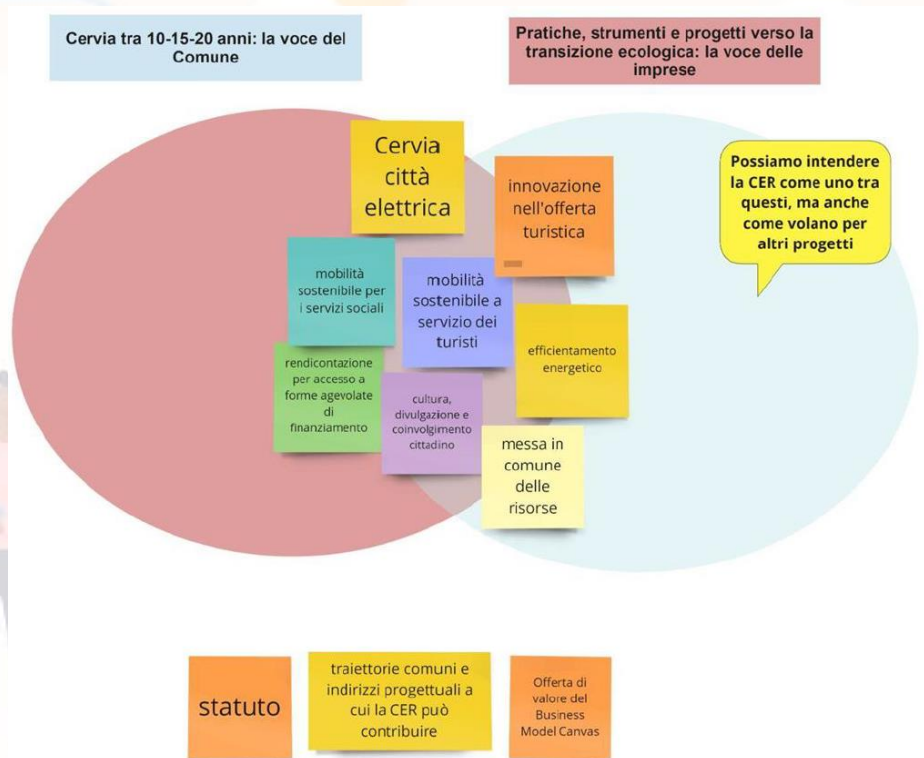 Cervia tra 10-15-20 anni: la voce del
Comune
Pratiche, strumenti e progetti verso la
transizione ecologica: la voce delle
imprese
Cervia
città
elettrica
innovazione
nell'offerta
turistica
Possiamo intendere
la CER come uno tra
questi, ma anche
come volano per
altri progetti
mobilità
sostenibile per
i servizi sociali
mobilità
sostenibile a
servizio dei
turisti
efficientamento
energetico
rendicontazione
per accesso a
forme agevolate
di
finanziamento
cultura,
divulgazione e
coinvolgimento
cittadino
messa in
comune
delle
risorse
statuto
traiettorie comuni e
indirizzi progettuali a
cui la CER può
contribuire
Offerta di
valore del
Business
Model Canvas